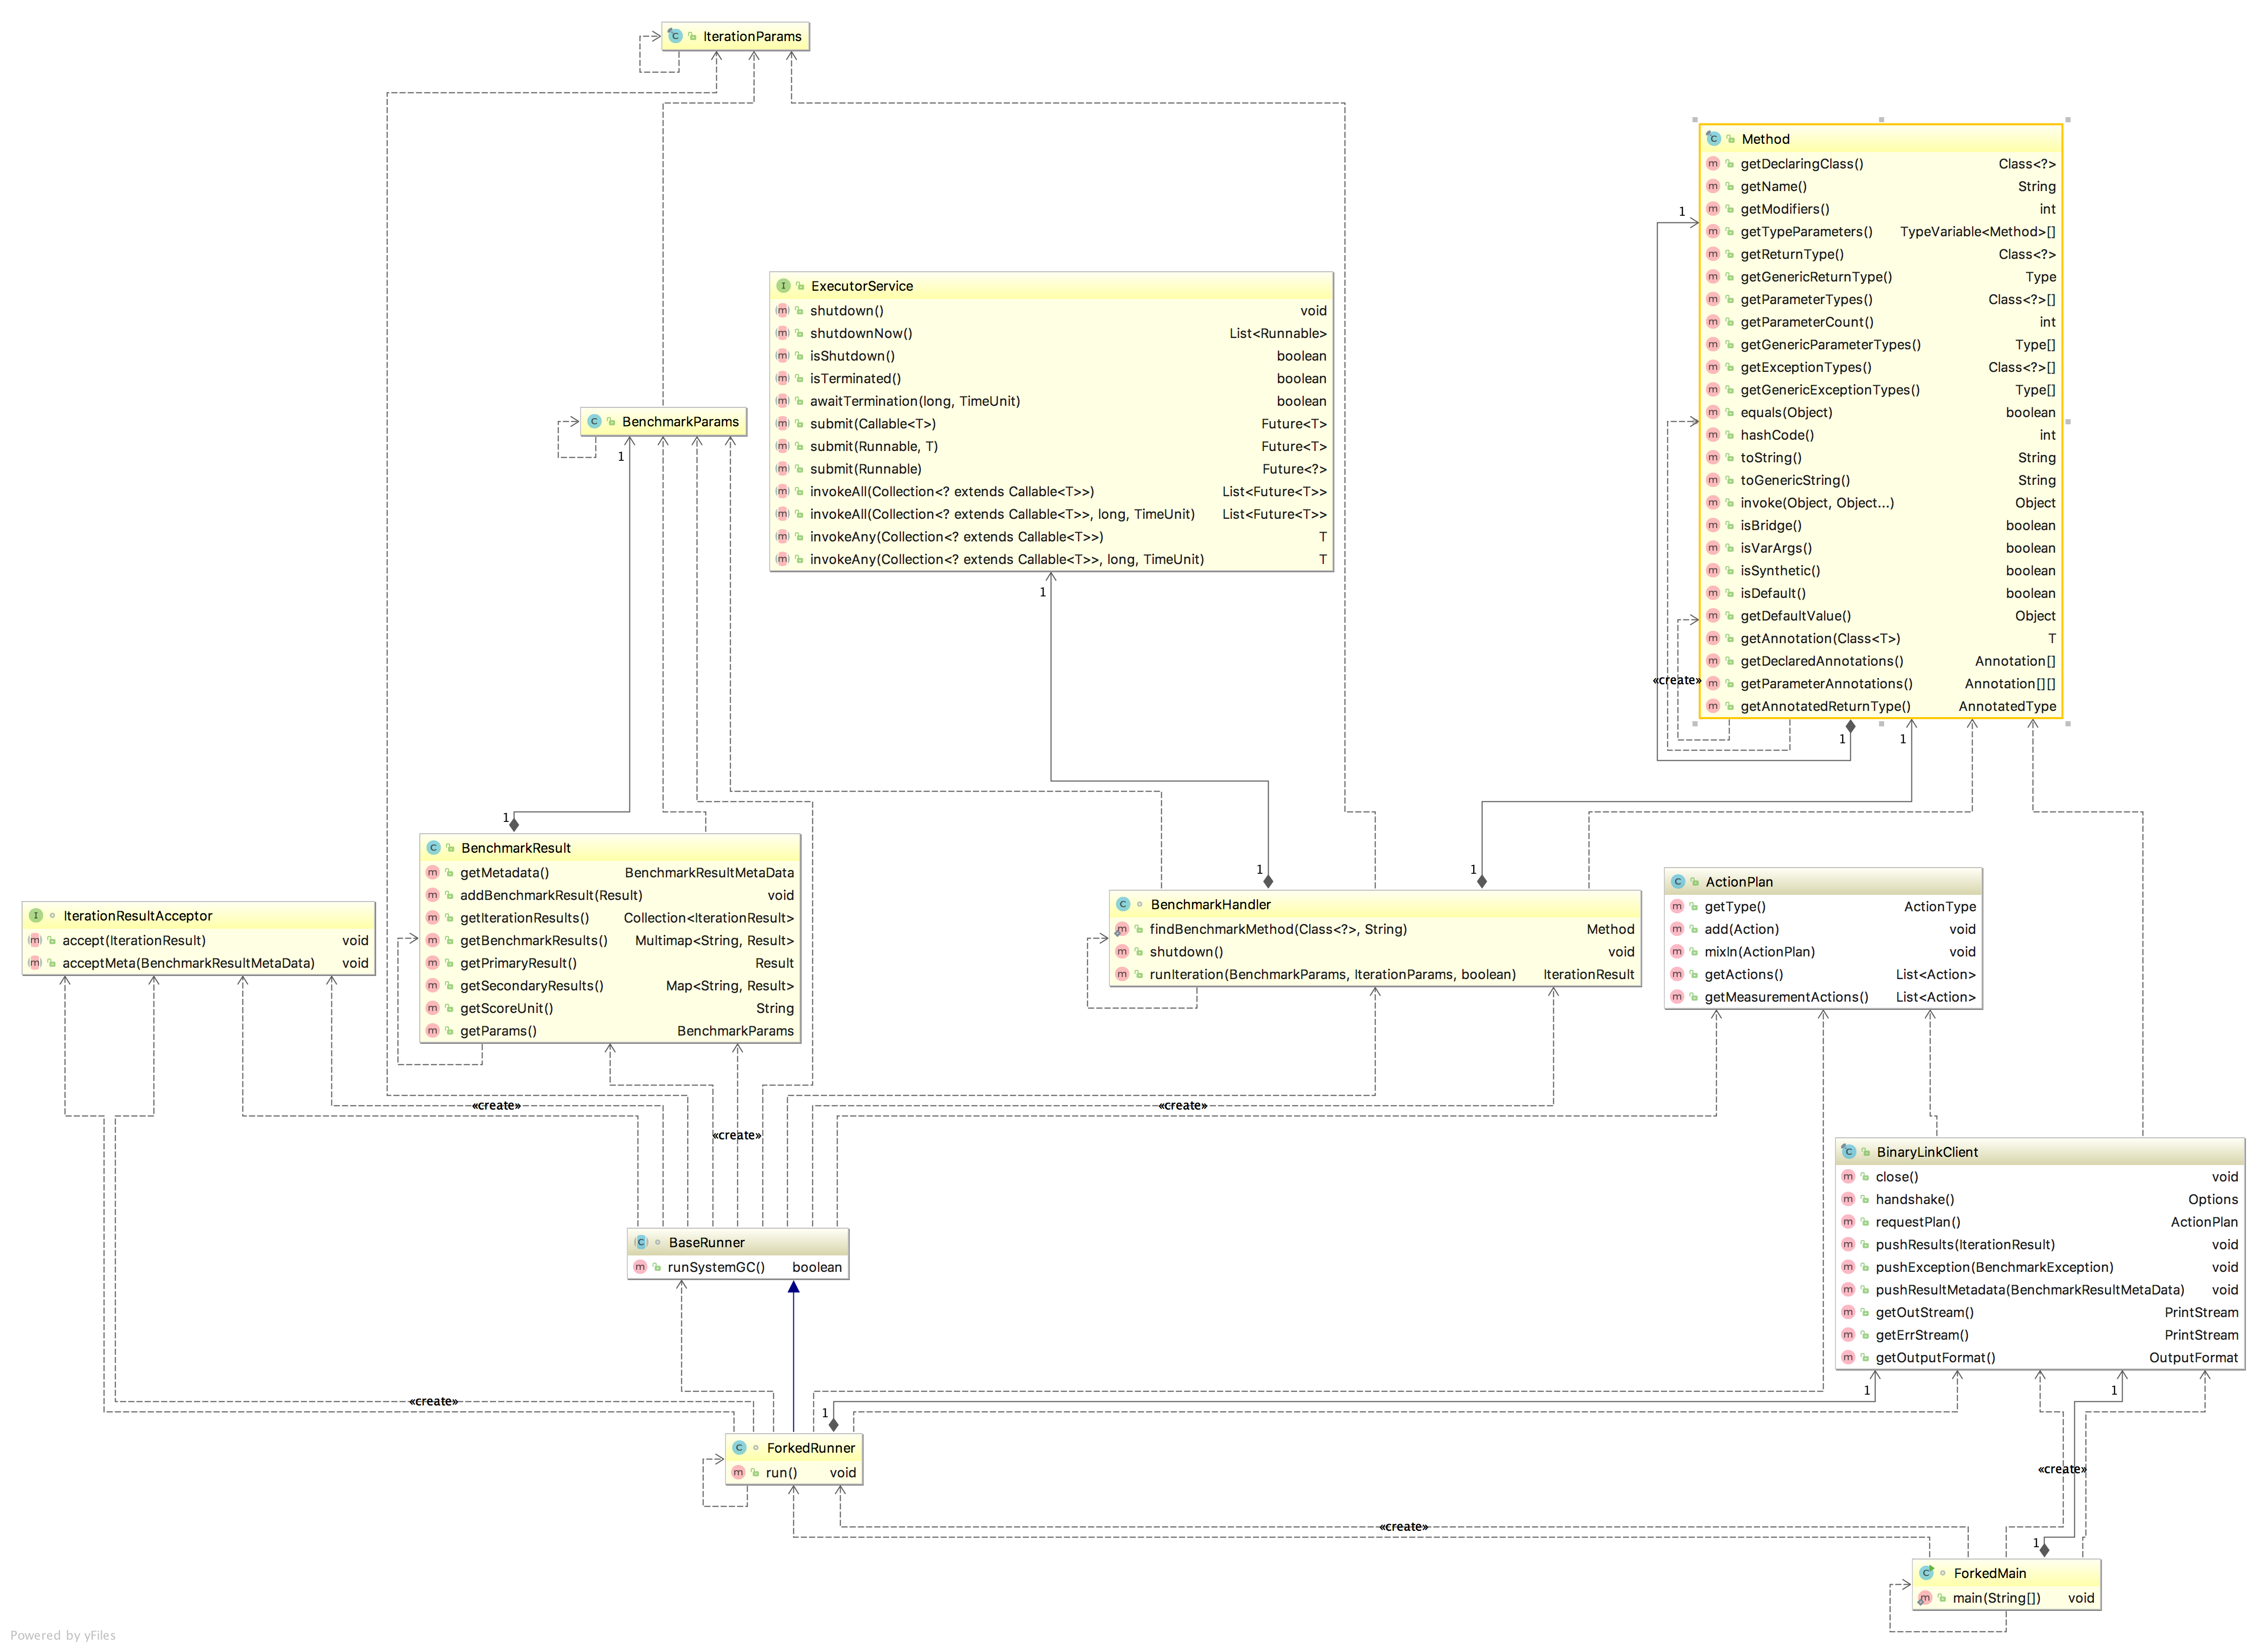 IterationParams
Method
getDeclaringClass() Class<?>
getName() String
getModifiers() int
getTypeParameters() TypeVariable<Method>[]
getReturnType() Class<?>
getGenericReturnType() Type
getParameterTypes() Class<?>[]
getParameterCount() int
getGenericParameterTypes() Type[]
getExceptionTypes() Class<?>[]
getGenericExceptionTypes() Type[]
equals(Object) boolean
hashCode() int
toString() String
toGenericString() String
invoke(Object, Object...) Object
isBridge() boolean
isVarArgs() boolean
isSynthetic() boolean
isDefault() boolean
getDefaultValue() Object
getAnnotation(Class<T>) T
getDeclaredAnnotations() Annotation[]
getParameterAnnotations() Annotation[][]
getAnnotatedReturnType() AnnotatedType
1
«create»
1
1
ExecutorService
shutdown() void
shutdownNow() List<Runnable>
isShutdown() boolean
isTerminated() boolean
awaitTermination(long, TimeUnit) boolean
submit(Callable<T>) Future<T>
submit(Runnable, T) Future<T>
submit(Runnable) Future<?>
invokeAll(Collection<? extends Callable<T>>) List<Future<T>>
invokeAll(Collection<? extends Callable<T>>, long, TimeUnit) List<Future<T>>
invokeAny(Collection<? extends Callable<T>>) T
invokeAny(Collection<? extends Callable<T>>, long, TimeUnit) T
1
BenchmarkParams
1
1
BenchmarkResult
getMetadata() BenchmarkResultMetaData
addBenchmarkResult(Result) void
getIterationResults() Collection<IterationResult>
getBenchmarkResults() Multimap<String, Result>
getPrimaryResult() Result
getSecondaryResults() Map<String, Result>
getScoreUnit() String
getParams() BenchmarkParams
IterationResultAcceptor
accept(IterationResult) void
acceptMeta(BenchmarkResultMetaData) void
1
1
BenchmarkHandler
findBenchmarkMethod(Class<?>, String) Method
shutdown() void
runIteration(BenchmarkParams, IterationParams, boolean) IterationResult
ActionPlan
getType() ActionType
add(Action) void
mixIn(ActionPlan) void
getActions() List<Action>
getMeasurementActions() List<Action>
«create»
«create»
«create»
BinaryLinkClient
close() void
handshake() Options
requestPlan() ActionPlan
pushResults(IterationResult) void
pushException(BenchmarkException) void
pushResultMetadata(BenchmarkResultMetaData) void
getOutStream() PrintStream
getErrStream() PrintStream
getOutputFormat() OutputFormat
BaseRunner
runSystemGC() boolean
1
1
«create»
1
ForkedRunner
run() void
«create»
«create»
1
ForkedMain
main(String[]) void
Powered by yFiles